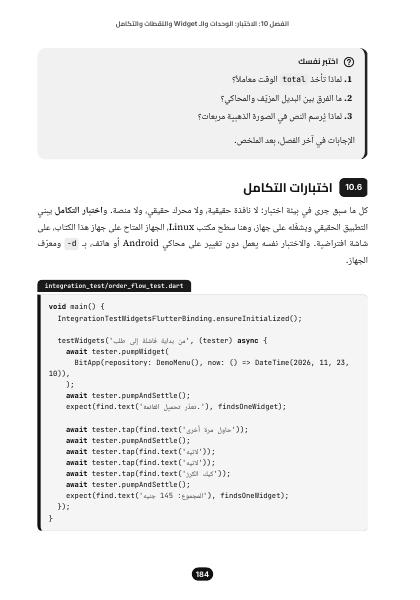 الفصل 10: الاختبار: الوحدات والـ Widget واللقطات والتكامل
اختبر نفسك
1. لماذا تأخذ total الوقت معاملاً؟
2. ما الفرق بين البديل المزيّف والمحاكي؟
3. لماذا يُرسم النص في الصورة الذهبية مربعات؟
الإجابات في آخر الفصل، بعد الملخص.
10.6 اختبارات التكامل
كل ما سبق جرى في بيئة اختبار: لا نافذة حقيقية، ولا محرك حقيقي، ولا منصة. واختبار التكامل يبني
التطبيق الحقيقي ويشغّله على جهاز، وهنا سطح مكتب Linux، الجهاز المتاح على جهاز هذا الكتاب، على
شاشة افتراضية. والاختبار نفسه يعمل دون تغيير على محاكي Android أو هاتف، بـ -d ومعرّف
الجهاز.
integration_test/order_flow_test.dart
void main() {
  IntegrationTestWidgetsFlutterBinding.ensureInitialized();
  testWidgets('من بداية فاشلة إلى طلب', (tester) async {
    await tester.pumpWidget(
      BitApp(repository: DemoMenu(), now: () => DateTime(2026, 11, 23,
10)),
    );
    await tester.pumpAndSettle();
    expect(find.text('تعذّر تحميل القائمة.'), findsOneWidget);
    await tester.tap(find.text('حاول مرة أخرى'));
    await tester.pumpAndSettle();
    await tester.tap(find.text('لاتيه'));
    await tester.tap(find.text('لاتيه'));
    await tester.tap(find.text('كيك الكرز'));
    await tester.pumpAndSettle();
    expect(find.text('المجموع: 145 جنيه'), findsOneWidget);
  });
}
184